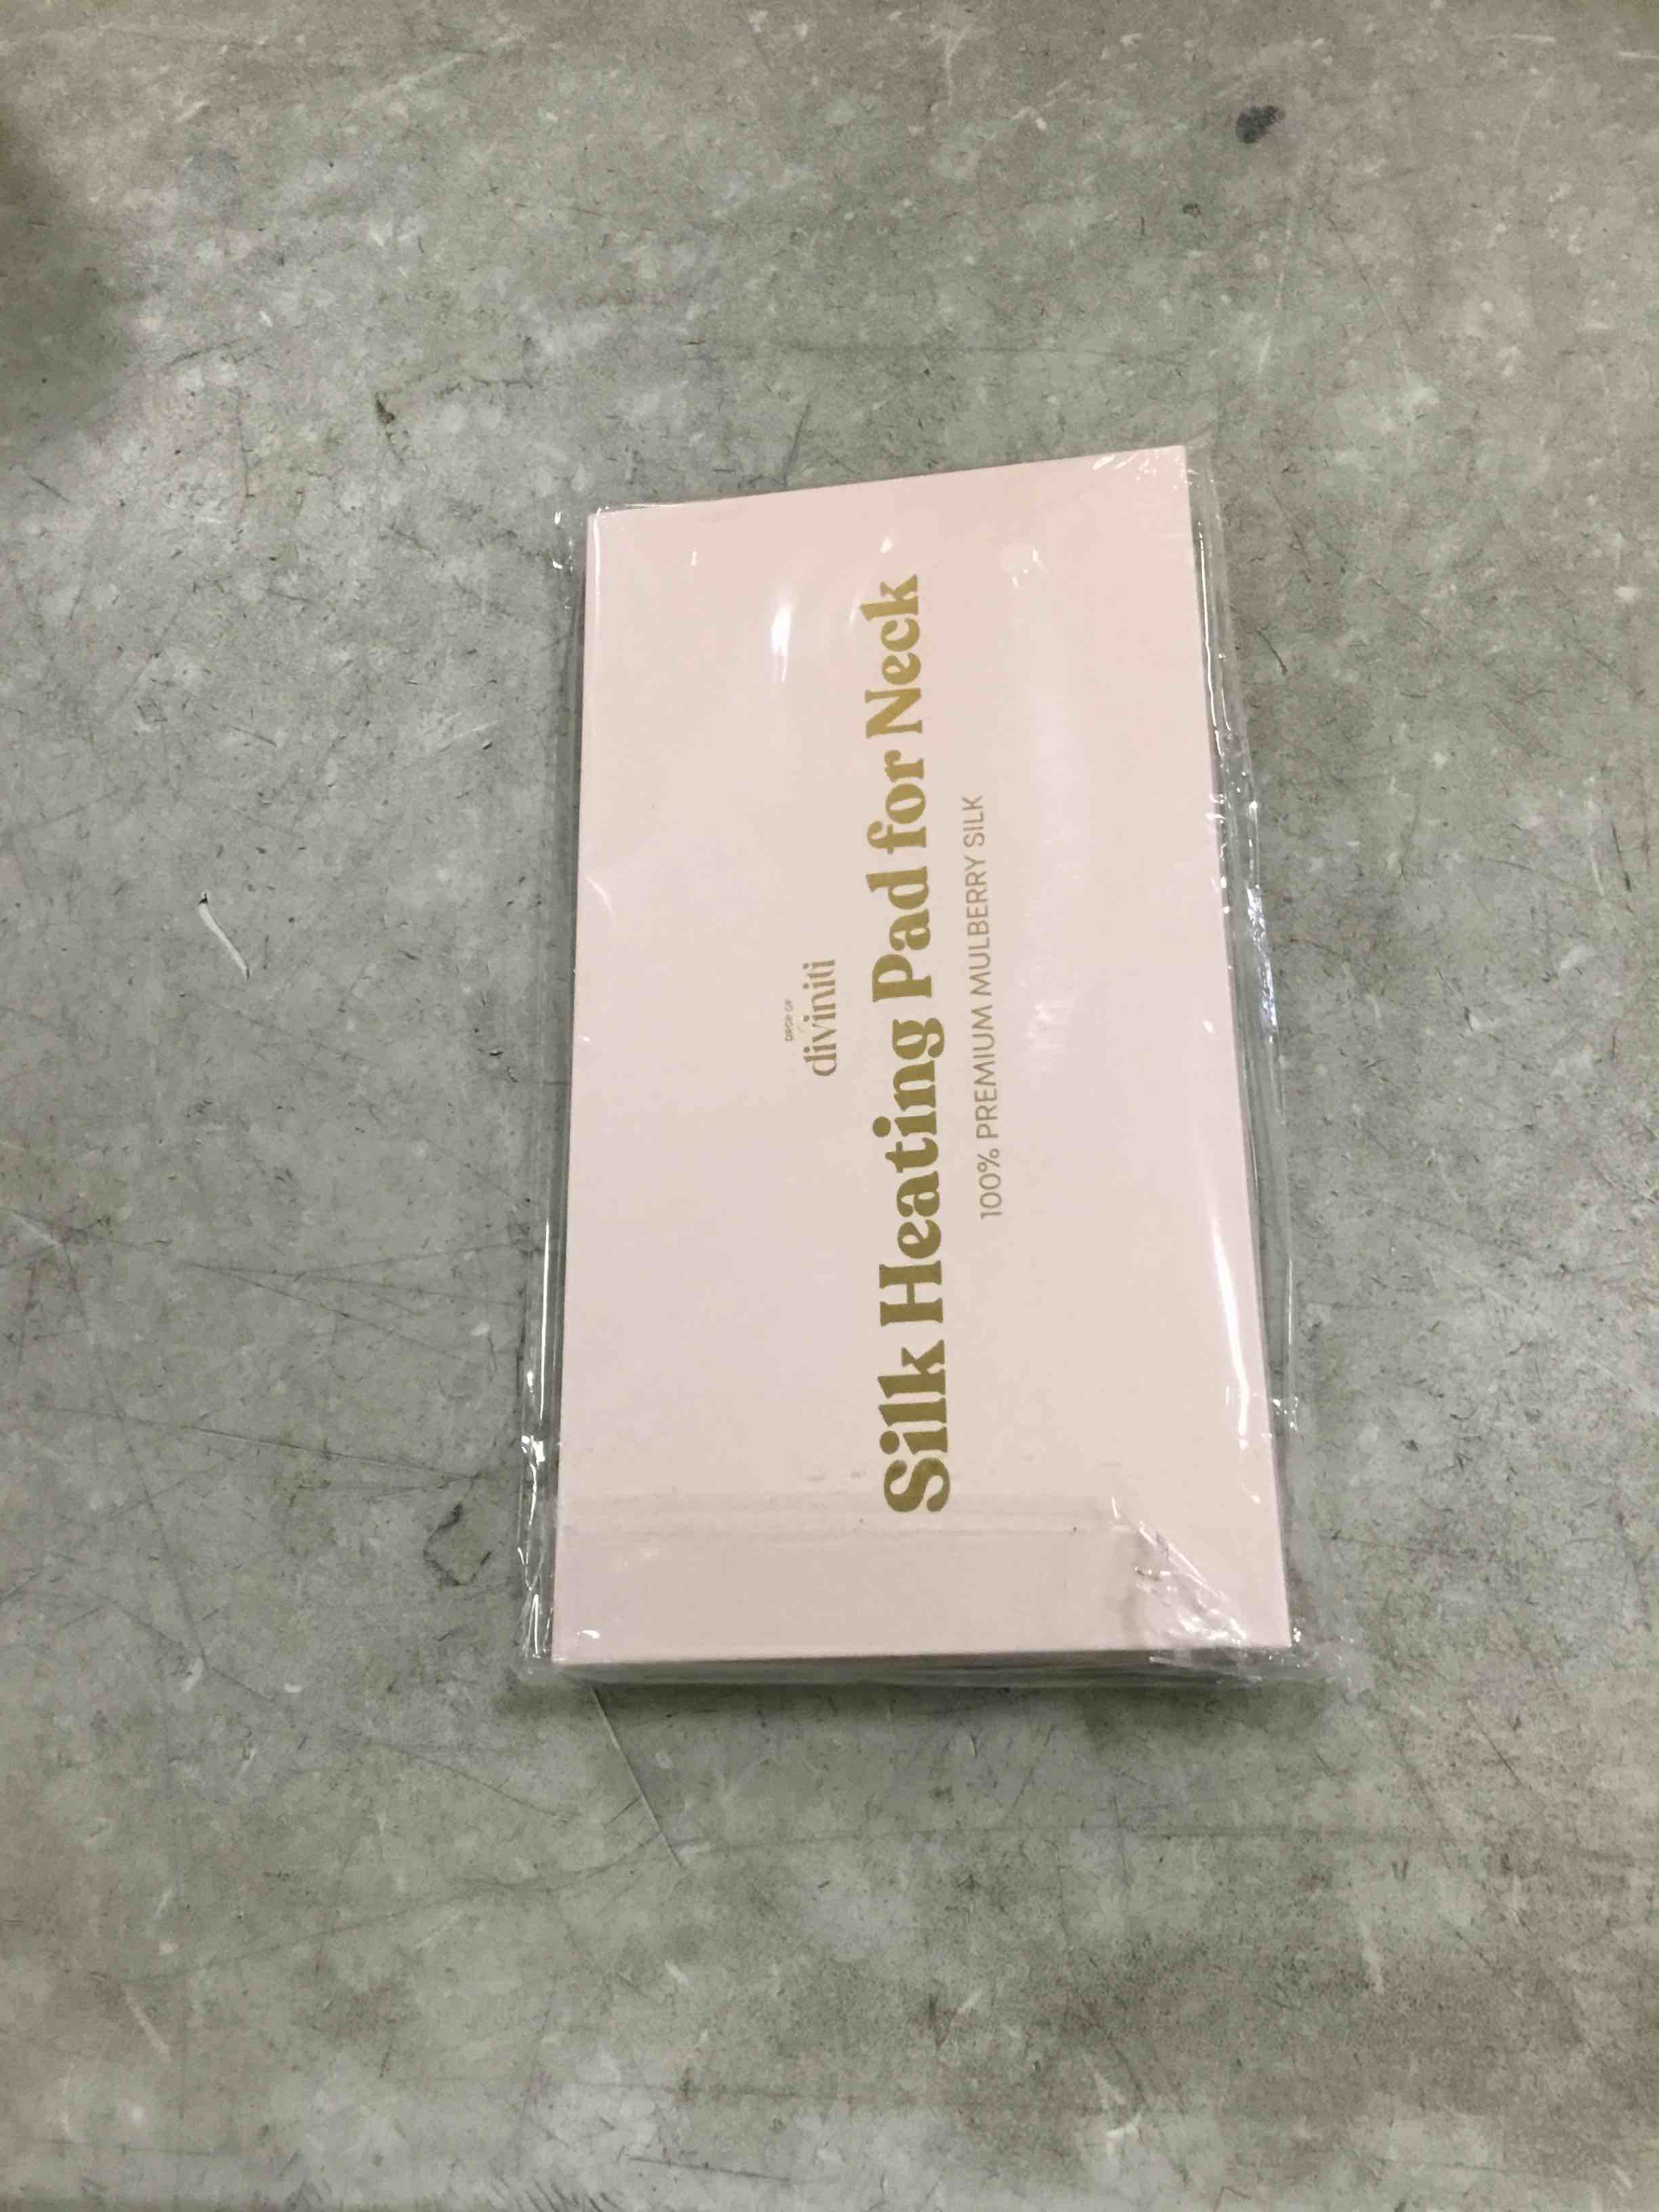 DROP OF
diviniti
Silk Heating Pad for Neck
100% PREMIUM MULBERRY SILK